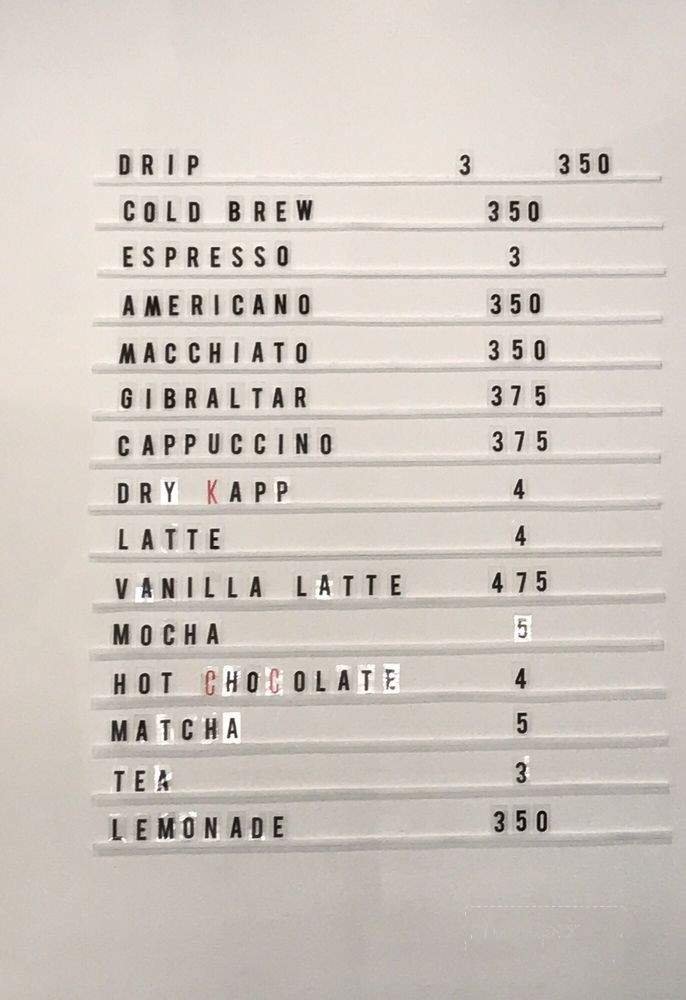 DRIP 3 350
COLD BREW 350
ESPRESSO 3
AMERICANO 350
MACCHIATO 350
GIBRALTAR 375
CAPPUCCINO 375
DRY KAPP 4
LATTE 4
VANILLA LATTE 475
MOCHA 5
HOT CHOCOLATE 4
MATCHA 5
TEA 3
LEMONADE 350